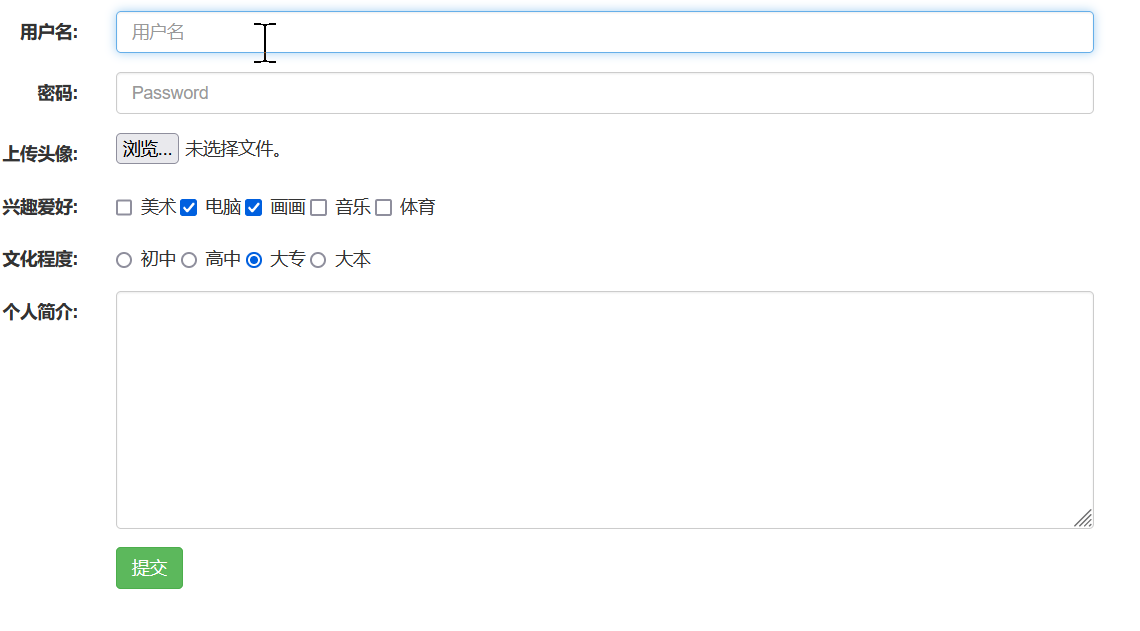 用户名: 用户名
密码: Password
上传头像: 浏览... 未选择文件。
兴趣爱好: 美术 电脑 画画 音乐 体育
文化程度: 初中 高中 大专 大本
个人简介:
提交